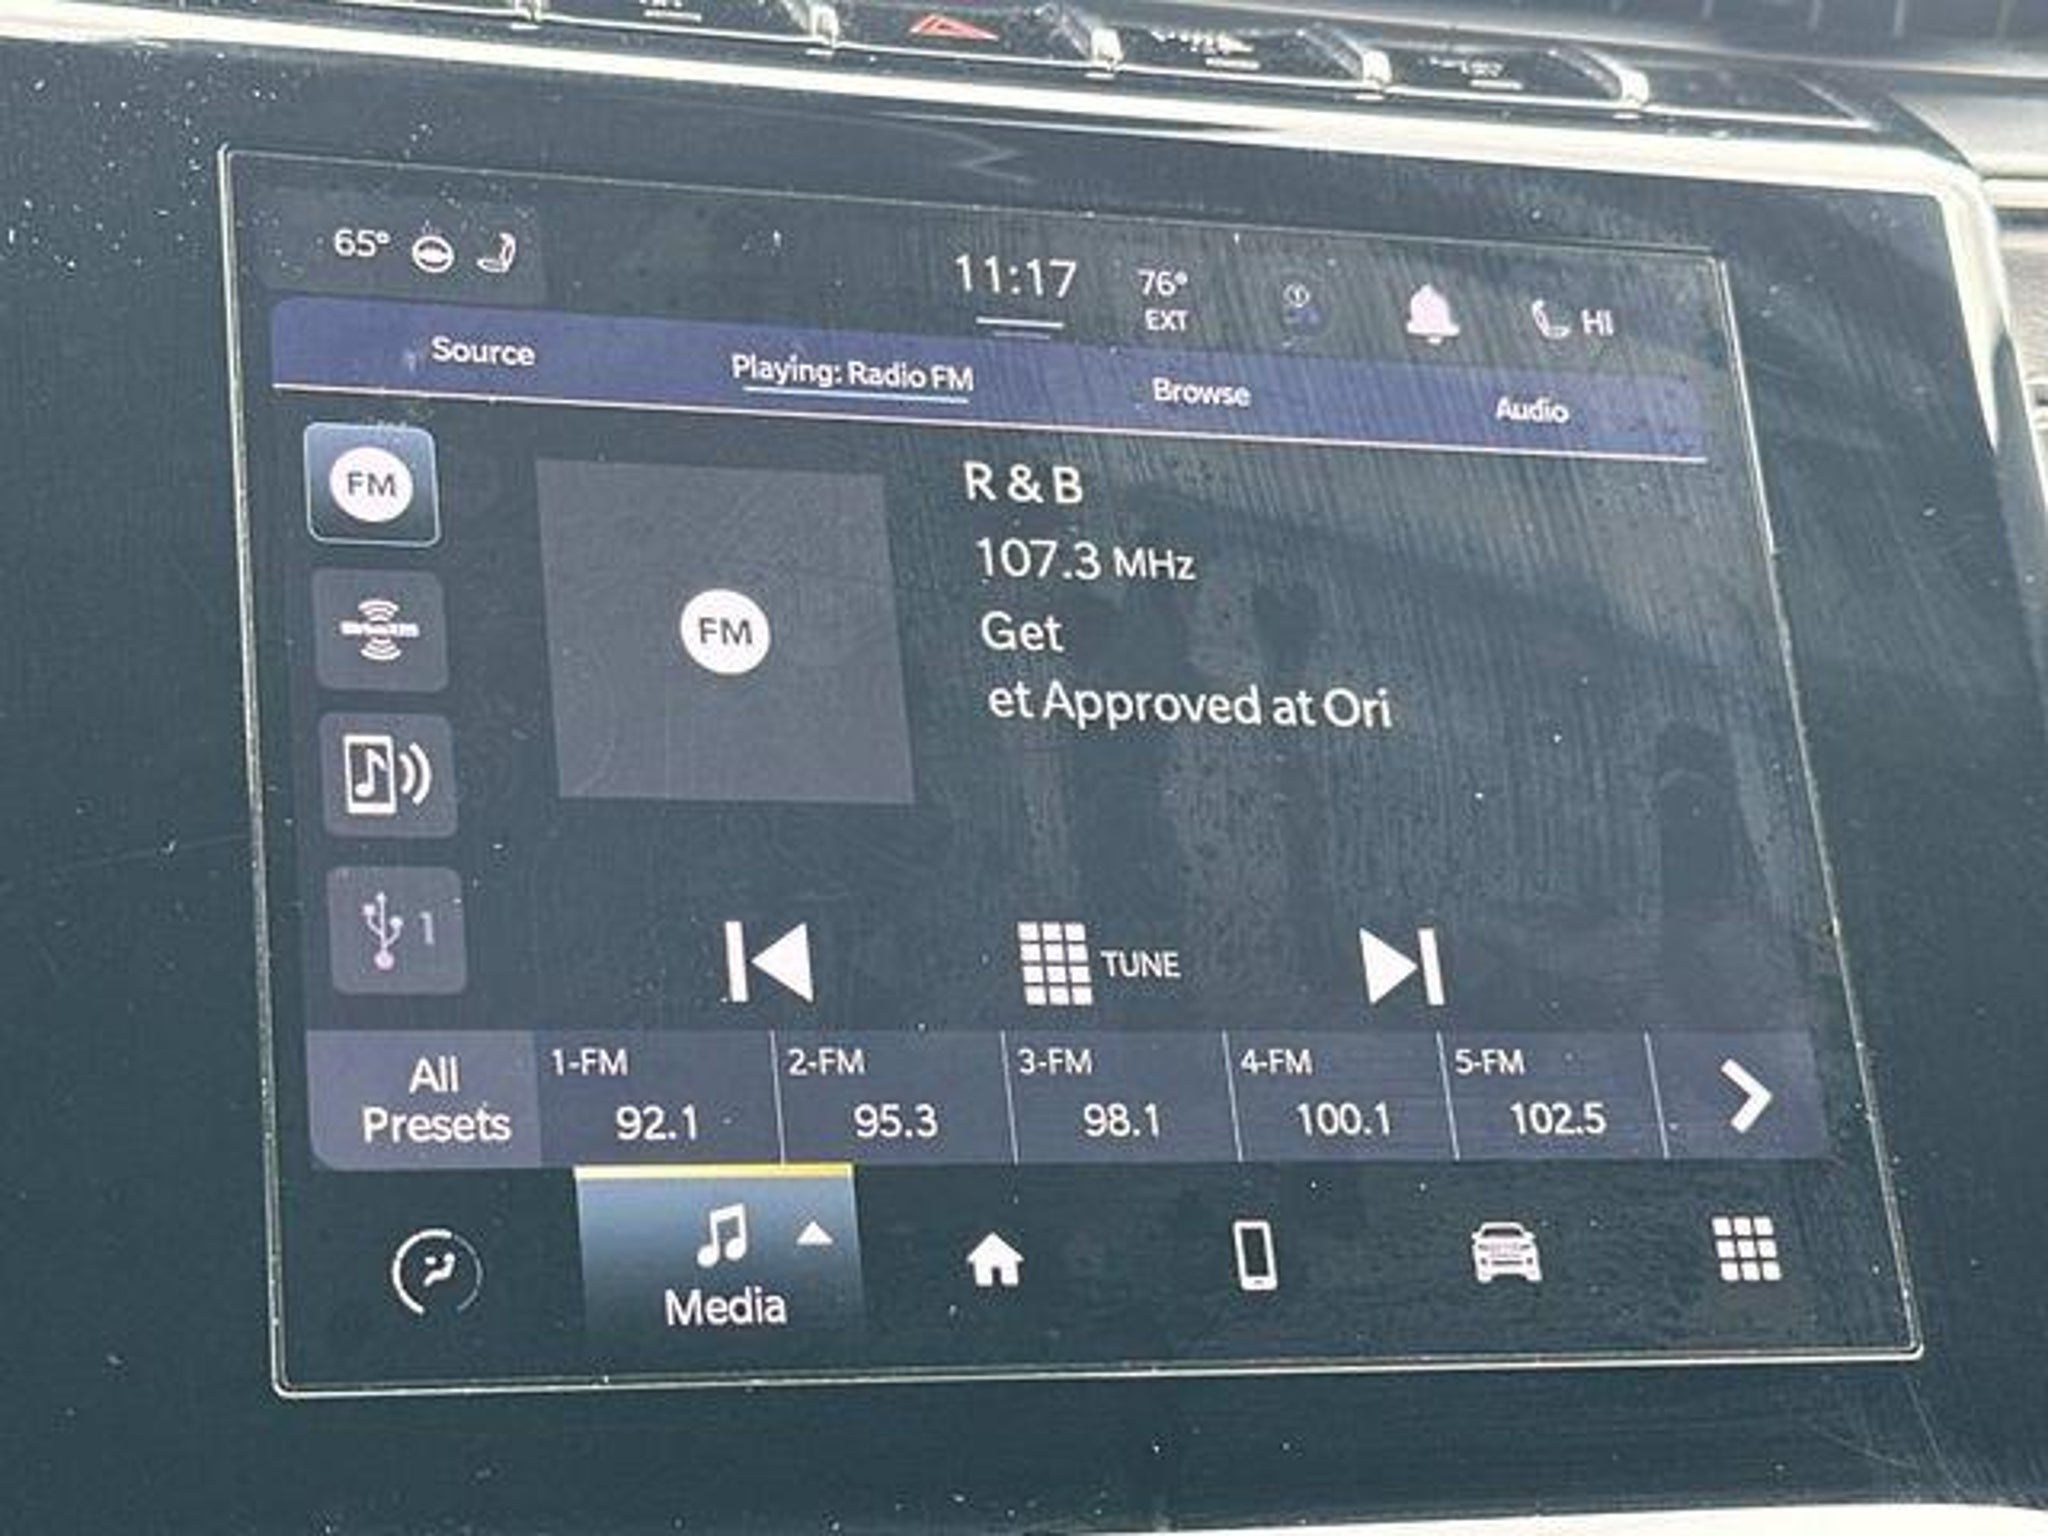 65°
11:17
76°
EXT
HI
Source
Playing: Radio FM
Browse
Audio
FM
FM
R & B
107.3 MHz
Get
et Approved at Ori
SiriusXM
1
TUNE
All
Presets
1-FM
92.1
2-FM
95.3
3-FM
98.1
4-FM
100.1
5-FM
102.5
Media